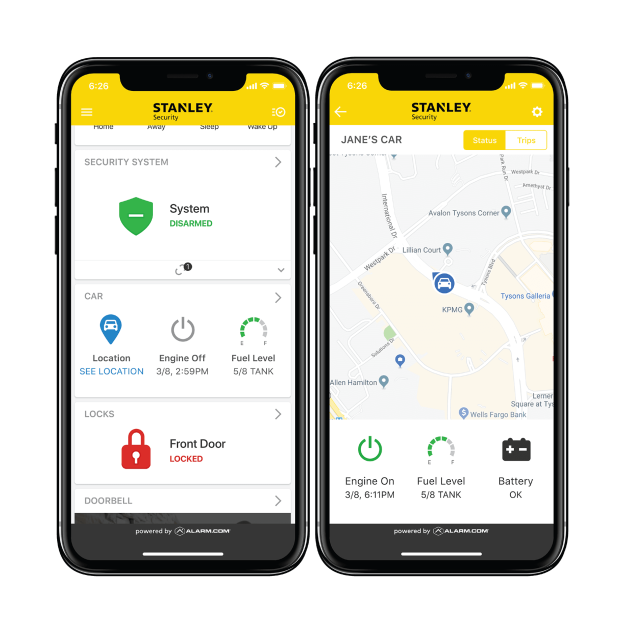 6:26
STANLEY
Security
Home Away Sleep Wake Up
SECURITY SYSTEM
System
DISARMED
1
CAR
Location
SEE LOCATION
Engine Off
3/8, 2:59PM
E F
Fuel Level
5/8 TANK
LOCKS
Front Door
LOCKED
DOORBELL
powered by ALARM.COM
6:26
STANLEY
Security
JANE'S CAR
Status
Trips
Park Run Dr
Westpark Dr
Amethyst Dr
International Dr
Avalon Tysons Corner
Lillian Court
Westpark Dr
Tysons Blvd
Greensboro Dr
Tysons Galleria
KPMG
Solutions Dr
Allen Hamilton
Lerner
Square at Tys
Wells Fargo Bank
Engine On
3/8, 6:11PM
E F
Fuel Level
5/8 TANK
Battery
OK
powered by ALARM.COM